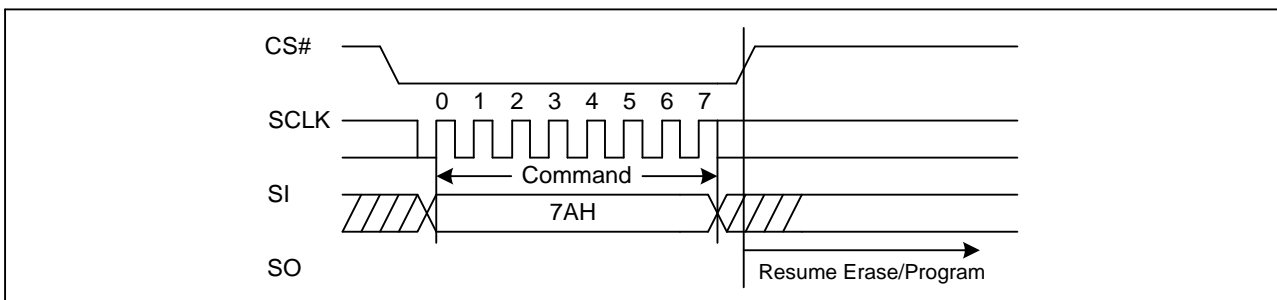 CS#
0 1 2 3 4 5 6 7
SCLK
Command
SI
7AH
SO
Resume Erase/Program